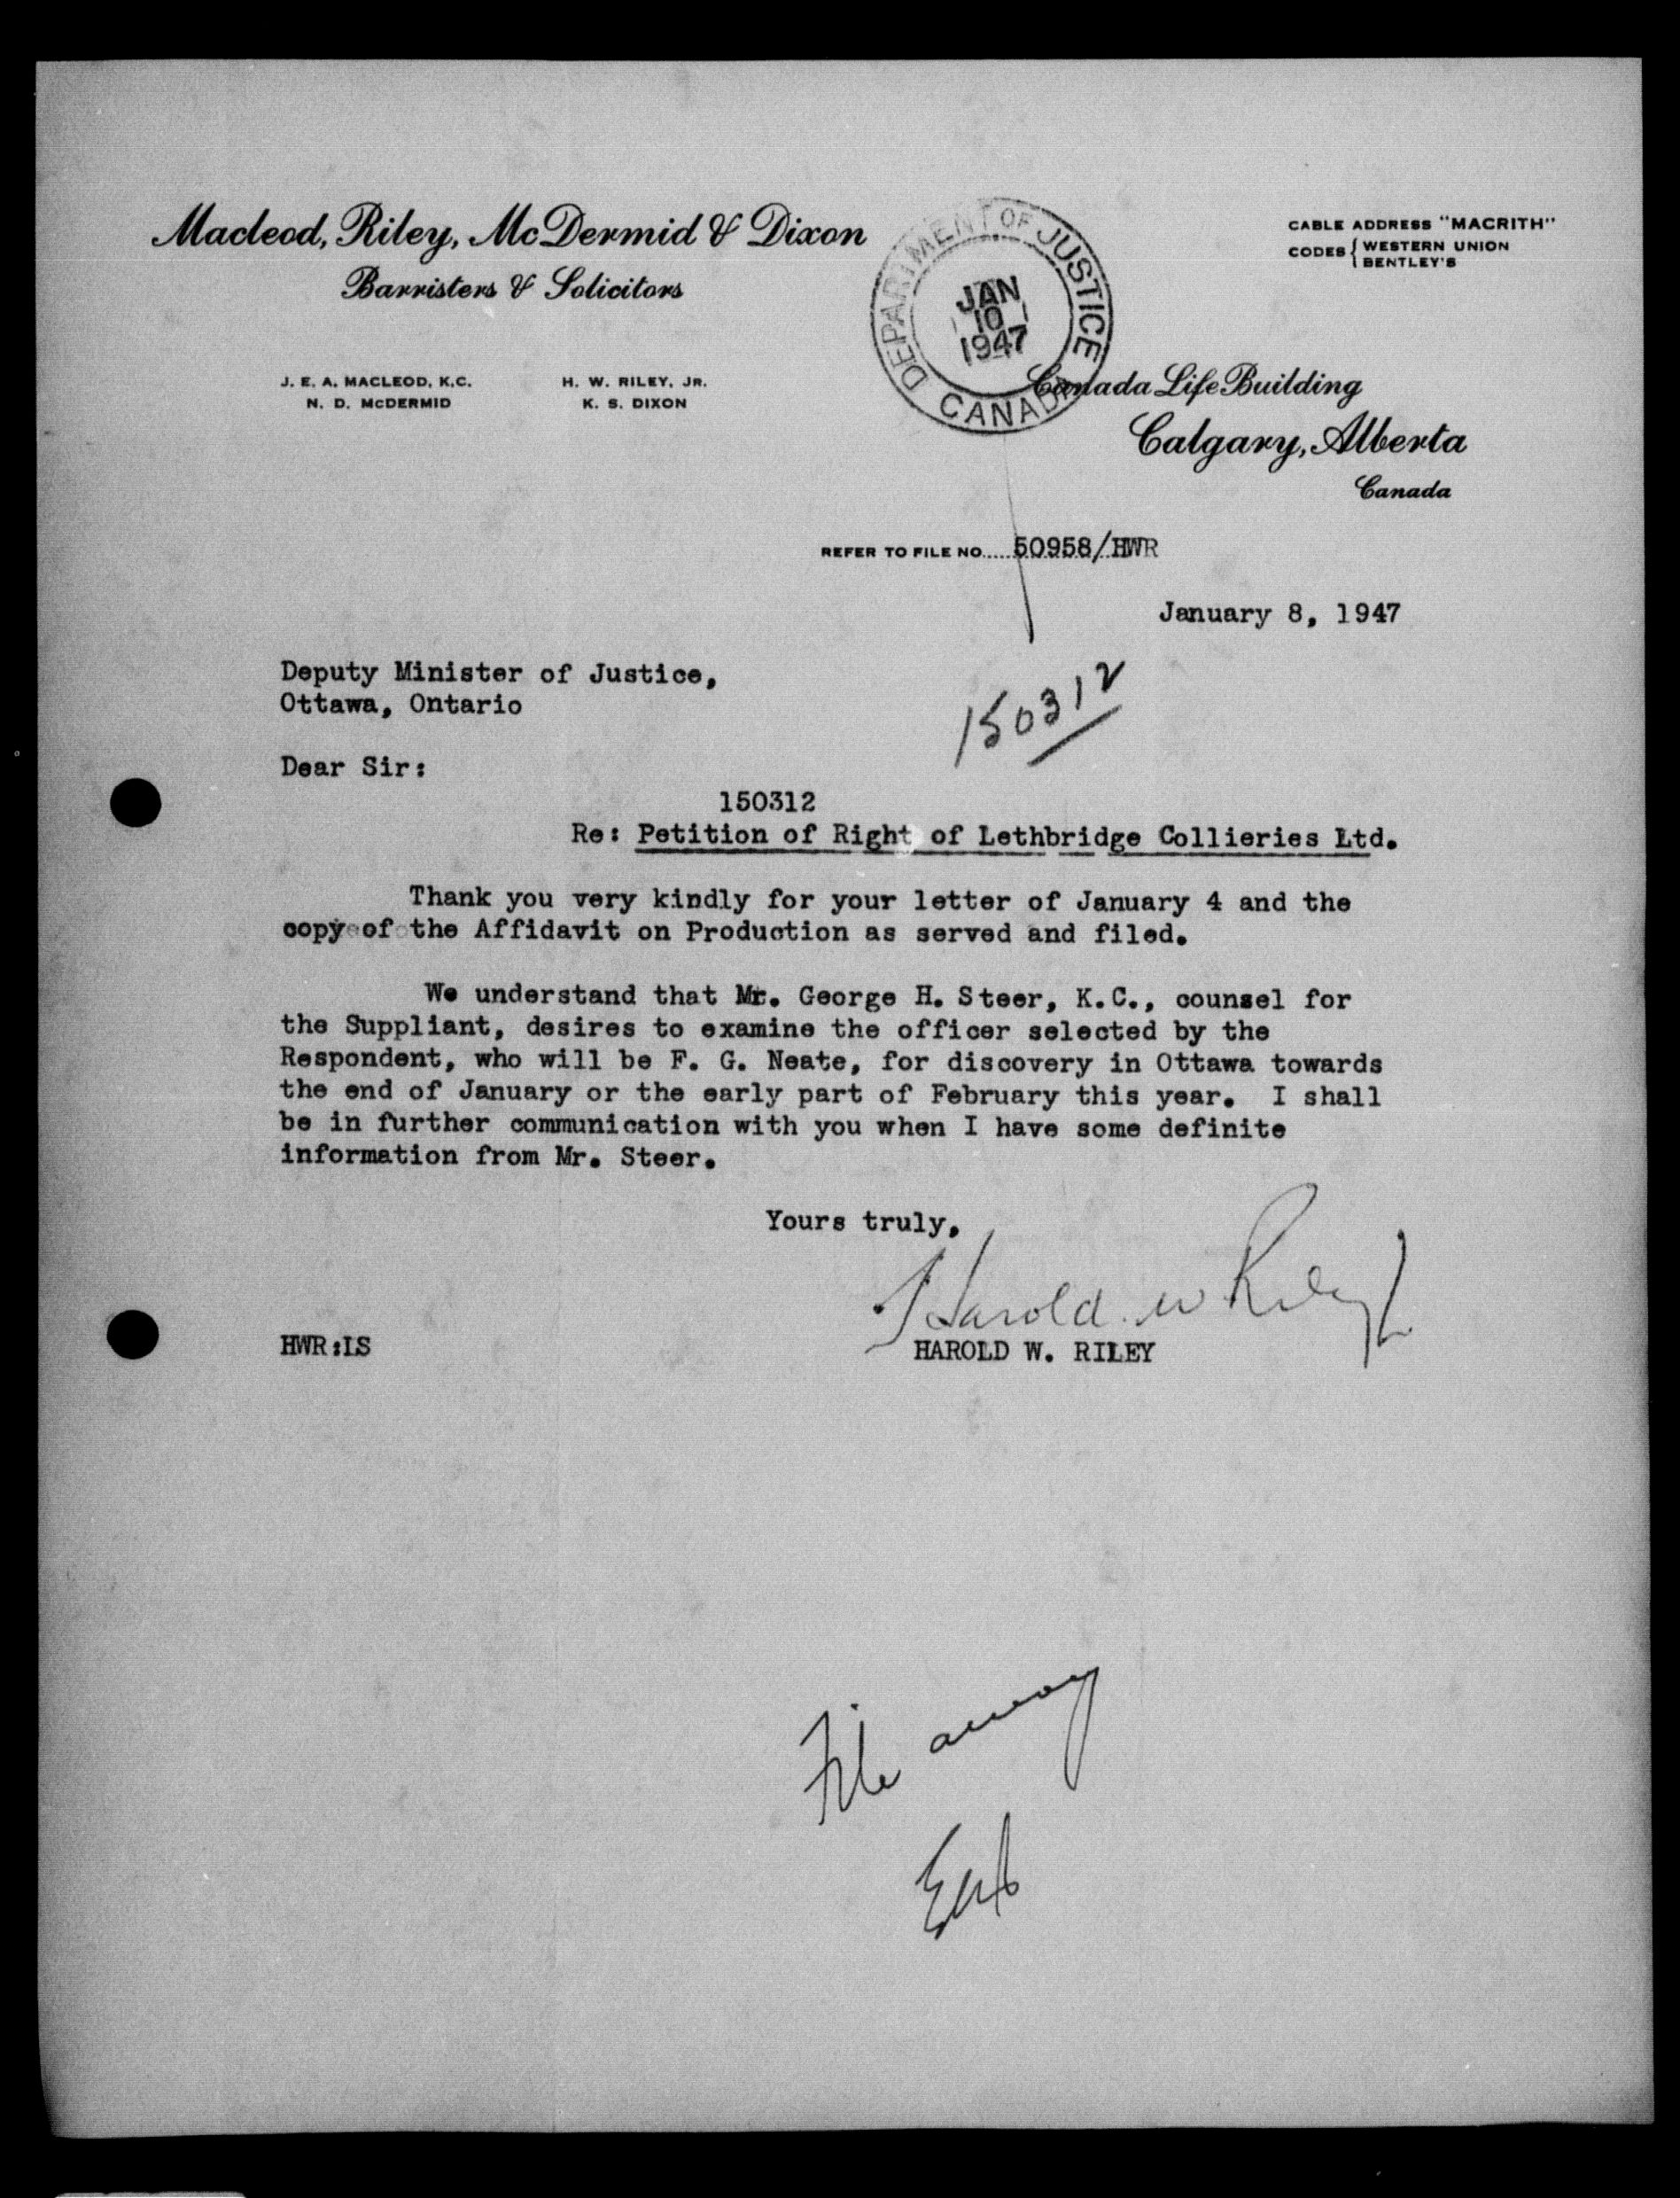 Macleod, Riley, McDermid & Dixon
Barristers & Solicitors
CABLE ADDRESS "MACRITH"
CODES { WESTERN UNION
BENTLEY'S
DEPARTMENT OF JUSTICE
CANADA
JAN
10
1947
J. E. A. MACLEOD, K.C.
N. D. McDERMID
H. W. RILEY, JR.
K. S. DIXON
Canada Life Building
Calgary, Alberta
Canada
REFER TO FILE NO. 50958/HWR
January 8, 1947
Deputy Minister of Justice,
Ottawa, Ontario
150312
Dear Sir:
150312
Re: Petition of Right of Lethbridge Collieries Ltd.
Thank you very kindly for your letter of January 4 and the
copy of the Affidavit on Production as served and filed.
We understand that Mr. George H. Steer, K.C., counsel for
the Suppliant, desires to examine the officer selected by the
Respondent, who will be F. G. Neate, for discovery in Ottawa towards
the end of January or the early part of February this year. I shall
be in further communication with you when I have some definite
information from Mr. Steer.
Yours truly,
Harold W Riley
HWR:IS
HAROLD W. RILEY
File away